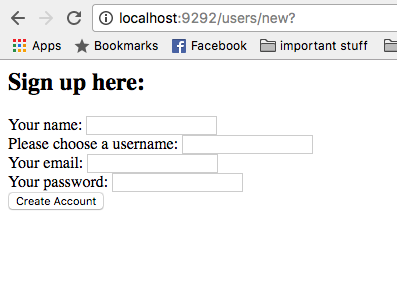 localhost:9292/users/new?
Apps Bookmarks Facebook important stuff
Sign up here:
Your name:
Please choose a username:
Your email:
Your password:
Create Account